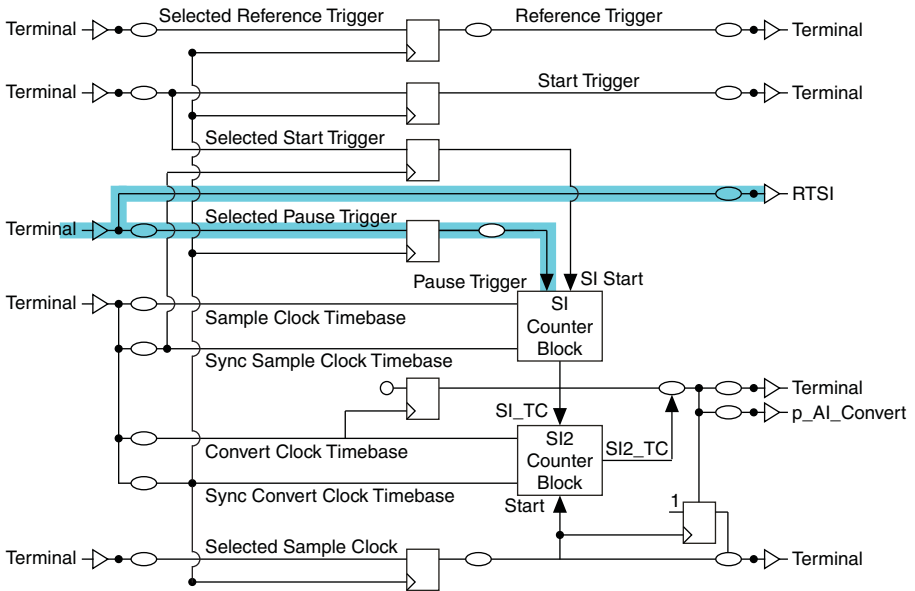 Terminal Selected Reference Trigger Reference Trigger Terminal
Terminal Start Trigger Terminal
Selected Start Trigger
RTSI
Terminal Selected Pause Trigger
Pause Trigger SI Start
Terminal Sample Clock Timebase
SI
Counter
Block
Sync Sample Clock Timebase
Terminal
SI_TC p_AI_Convert
Convert Clock Timebase
SI2
Counter
Block
SI2_TC
Sync Convert Clock Timebase
Start 1
Terminal Selected Sample Clock Terminal